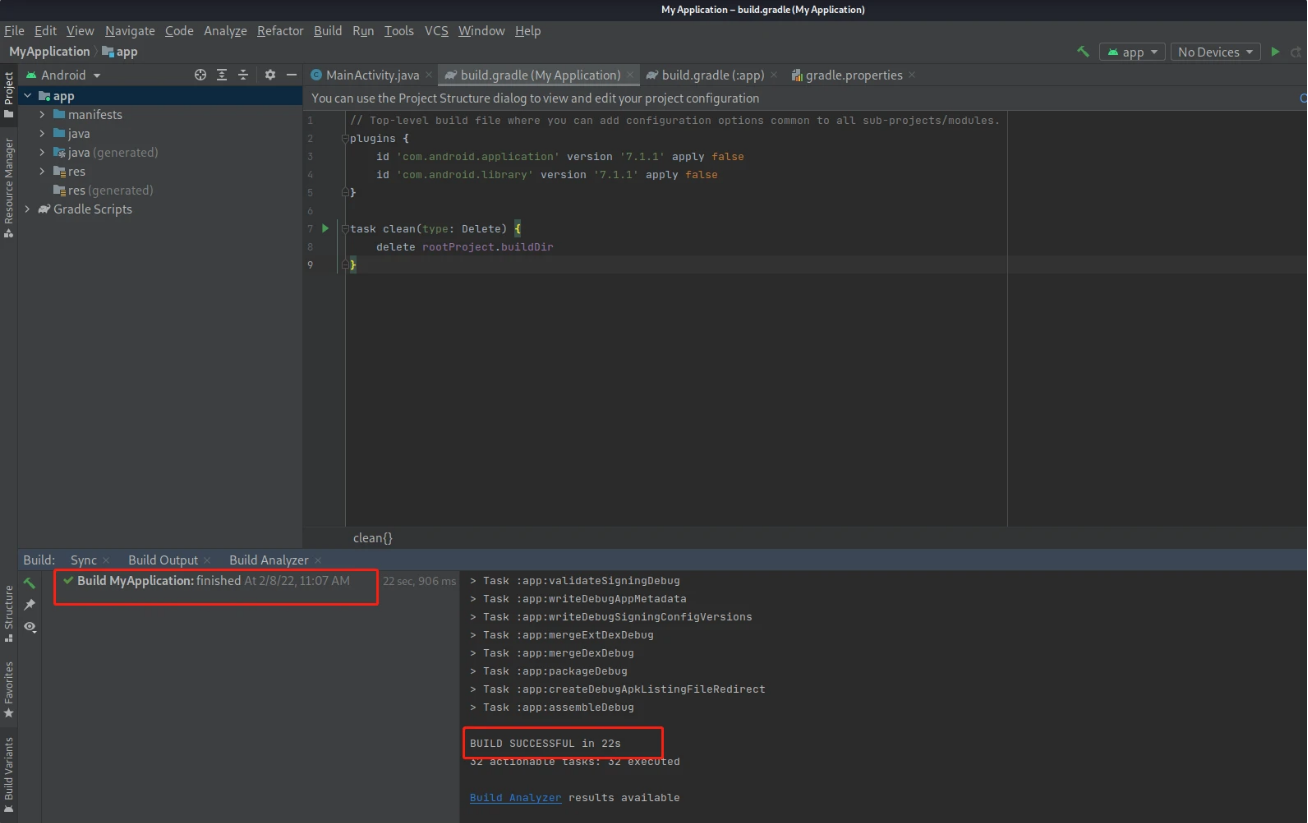 My Application – build.gradle (My Application)
File Edit View Navigate Code Analyze Refactor Build Run Tools VCS Window Help
MyApplication app
app No Devices
Project
Resource Manager
Structure
Favorites
Build Variants
Android
app
manifests
java
java (generated)
res
res (generated)
Gradle Scripts
MainActivity.java build.gradle (My Application) build.gradle (:app) gradle.properties
You can use the Project Structure dialog to view and edit your project configuration
1 // Top-level build file where you can add configuration options common to all sub-projects/modules.
2 plugins {
3 id 'com.android.application' version '7.1.1' apply false
4 id 'com.android.library' version '7.1.1' apply false
5 }
6
7 task clean(type: Delete) {
8 delete rootProject.buildDir
9 }
clean{}
Build: Sync Build Output Build Analyzer
Build MyApplication: finished At 2/8/22, 11:07 AM 22 sec, 906 ms
> Task :app:validateSigningDebug
> Task :app:writeDebugAppMetadata
> Task :app:writeDebugSigningConfigVersions
> Task :app:mergeExtDexDebug
> Task :app:mergeDexDebug
> Task :app:packageDebug
> Task :app:createDebugApkListingFileRedirect
> Task :app:assembleDebug
BUILD SUCCESSFUL in 22s
32 actionable tasks: 32 executed
Build Analyzer results available